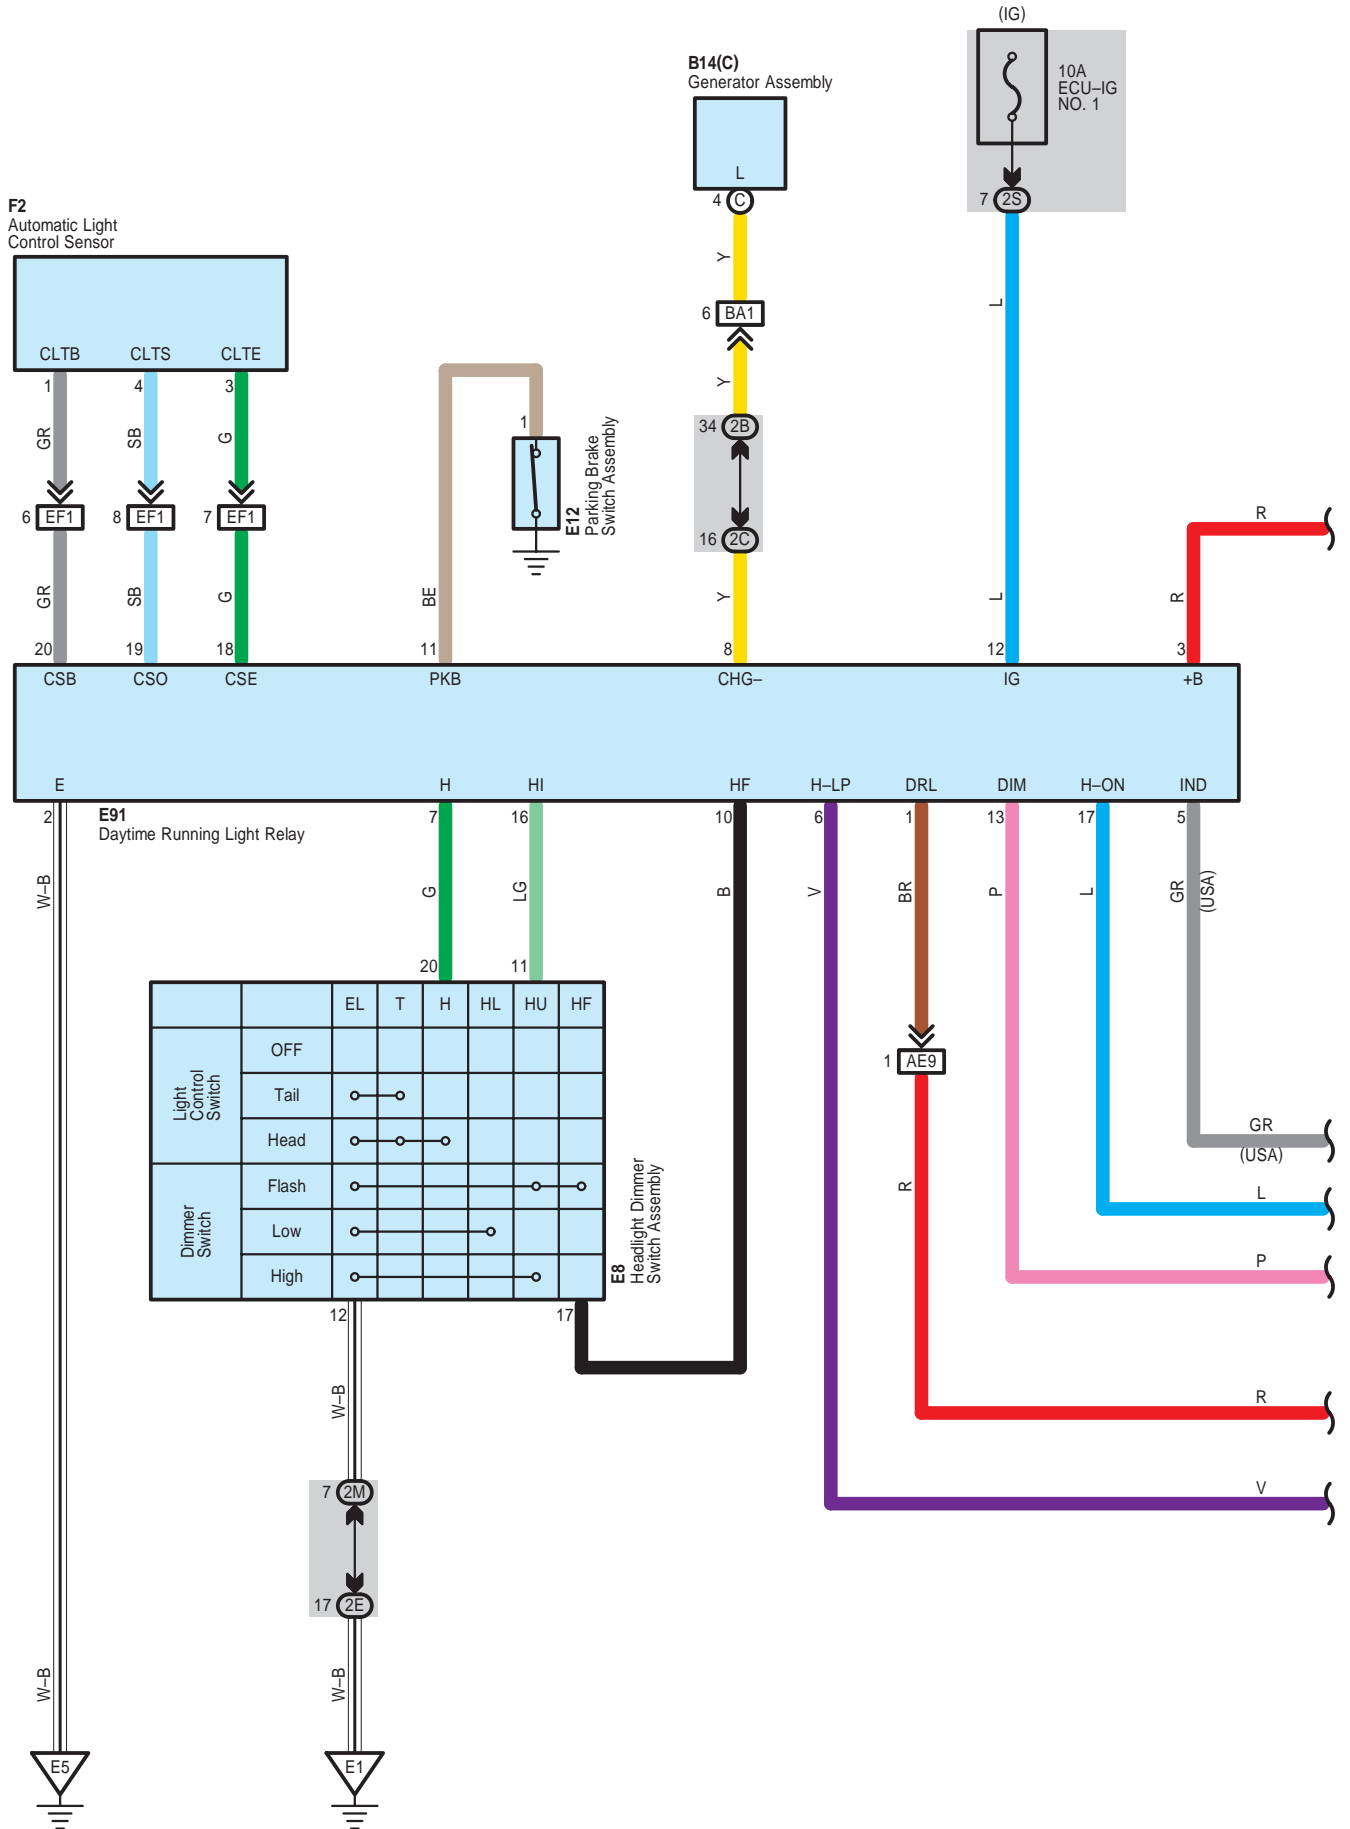 (IG)
10A
ECU–IG
NO. 1
7 2S
B14(C)
Generator Assembly
L
4 C
Y
6 BA1
Y
34 2B
16 2C
Y
L
L
F2
Automatic Light
Control Sensor
CLTB CLTS CLTE
1 4 3
GR SB G
6 EF1 8 EF1 7 EF1
GR SB G
1
E12
Parking Brake
Switch Assembly
BE
R
R
20 19 18 11 8 12 3
CSB CSO CSE PKB CHG– IG +B
E H HI HF H–LP DRL DIM H–ON IND
2 7 16 10 6 1 13 17 5
E91
Daytime Running Light Relay
W–B G LG B V BR P L GR
(USA)
20 11
EL T H HL HU HF
Light
Control
Switch
OFF
Tail
Head
Dimmer
Switch
Flash
Low
High
E8
Headlight Dimmer
Switch Assembly
12 17
1 AE9
R
GR
(USA)
L
P
R
V
W–B
7 2M
17 2E
W–B W–B
E5 E1